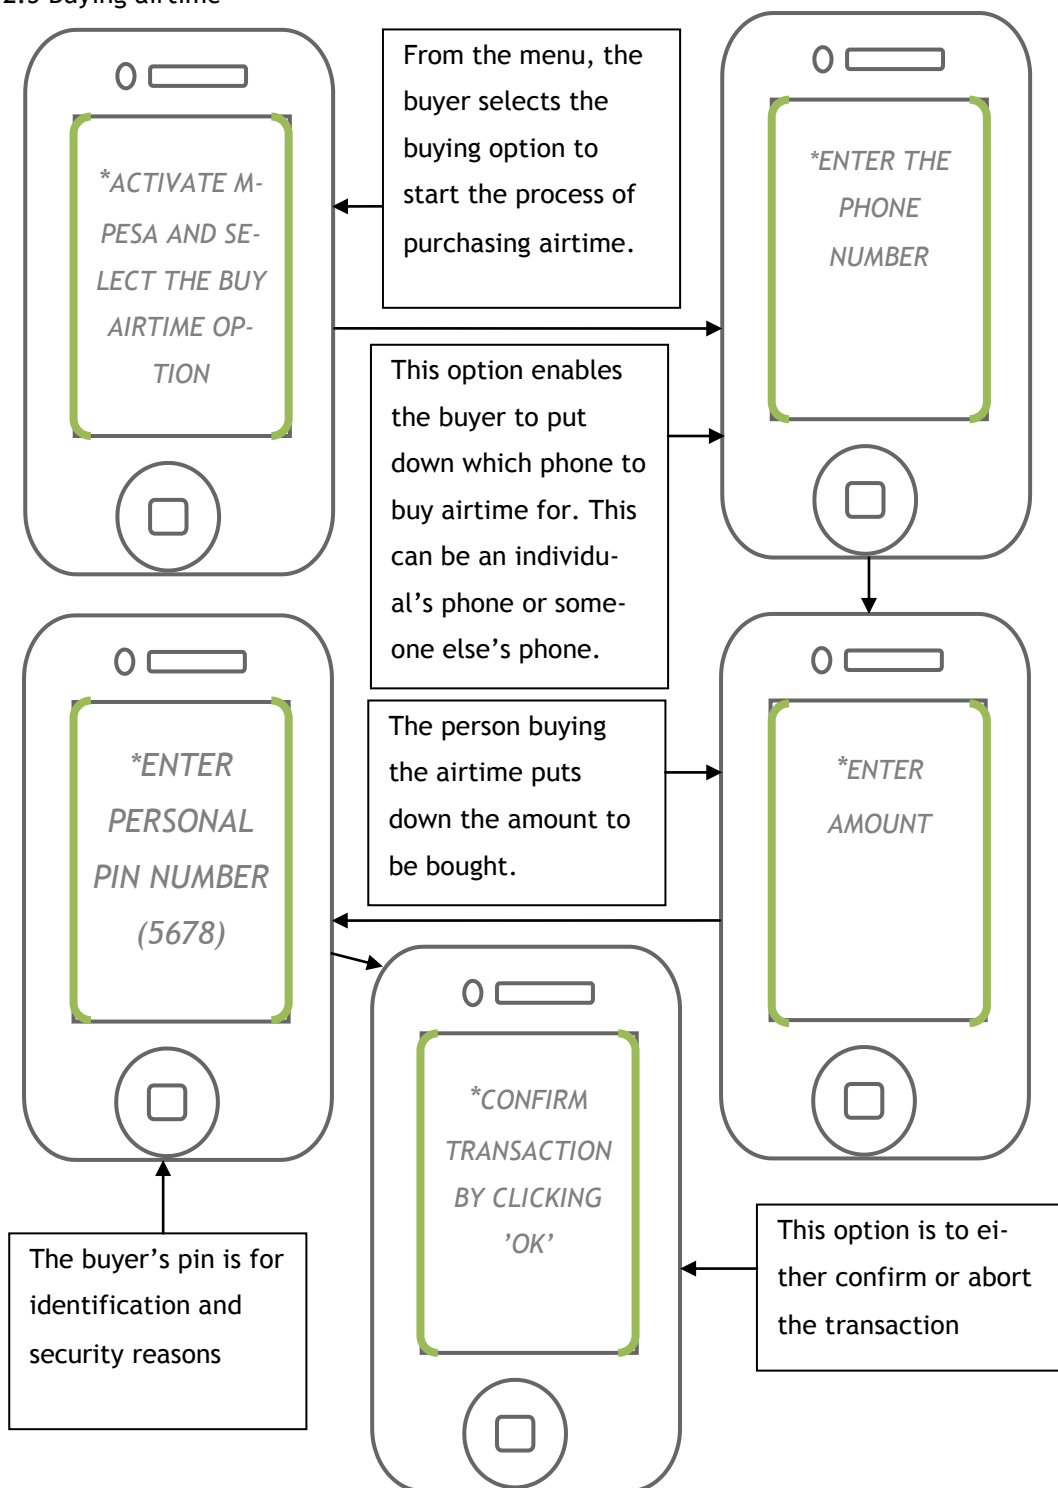 2.5 Buying airtime
*ACTIVATE M-
PESA AND SE-
LECT THE BUY
AIRTIME OP-
TION
From the menu, the
buyer selects the
buying option to
start the process of
purchasing airtime.
*ENTER THE
PHONE
NUMBER
This option enables
the buyer to put
down which phone to
buy airtime for. This
can be an individu-
al’s phone or some-
one else’s phone.
The person buying
the airtime puts
down the amount to
be bought.
*ENTER
AMOUNT
*ENTER
PERSONAL
PIN NUMBER
(5678)
The buyer’s pin is for
identification and
security reasons
*CONFIRM
TRANSACTION
BY CLICKING
’OK’
This option is to ei-
ther confirm or abort
the transaction